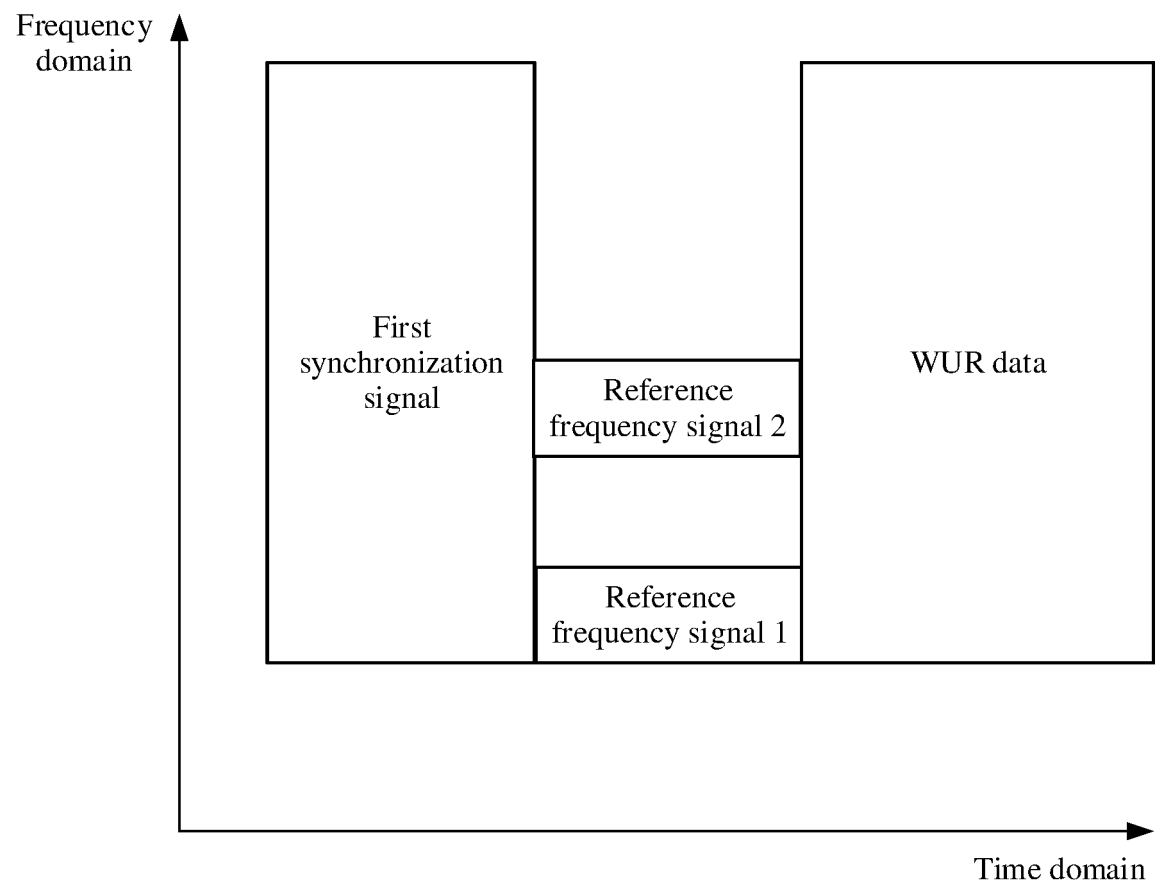 Frequency
domain
First
synchronization
signal
Reference
frequency signal 2
WUR data
Reference
frequency signal 1
Time domain